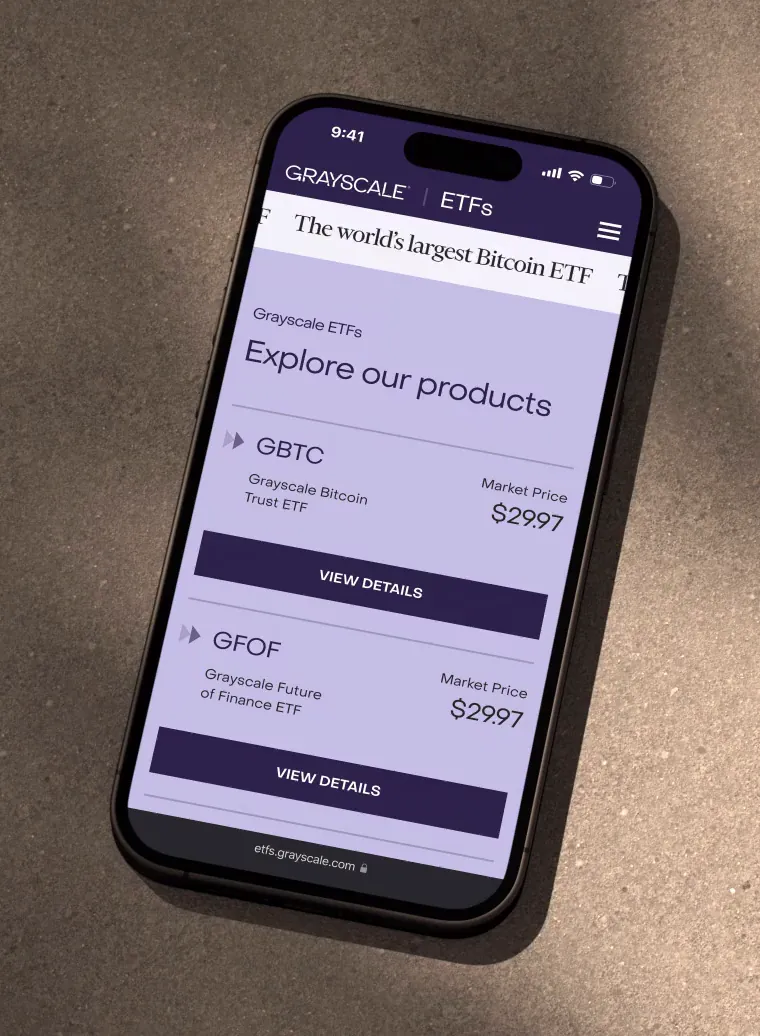 9:41
GRAYSCALE | ETFs
F The world's largest Bitcoin ETF T
Grayscale ETFs
Explore our products
GBTC
Grayscale Bitcoin
Trust ETF
Market Price
$29.97
VIEW DETAILS
GFOF
Grayscale Future
of Finance ETF
Market Price
$29.97
VIEW DETAILS
etfs.grayscale.com